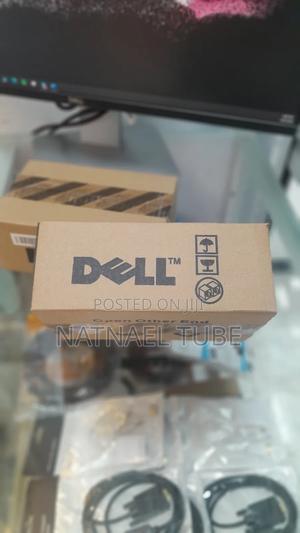 DELL™
POSTED ON JIJI
NATNAEL TUBE
Open Other End